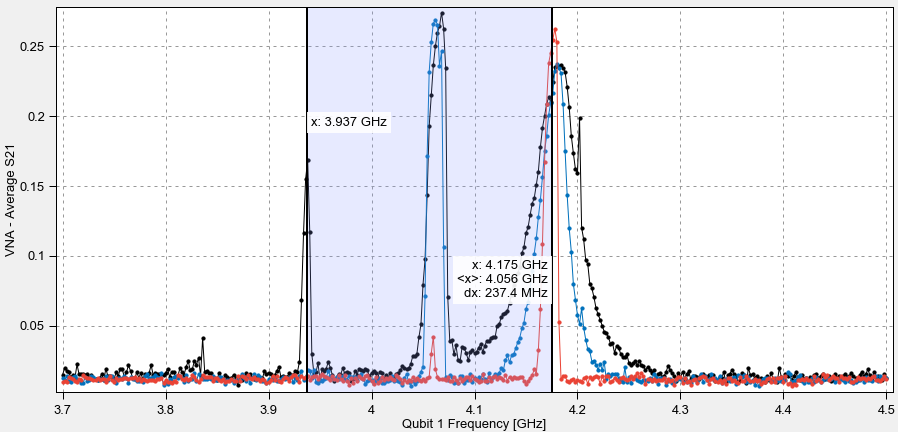 0.25
0.2
0.15
0.1
0.05
VNA - Average S21
x: 3.937 GHz
x: 4.175 GHz
<x>: 4.056 GHz
dx: 237.4 MHz
3.7 3.8 3.9 4 4.1 4.2 4.3 4.4 4.5
Qubit 1 Frequency [GHz]